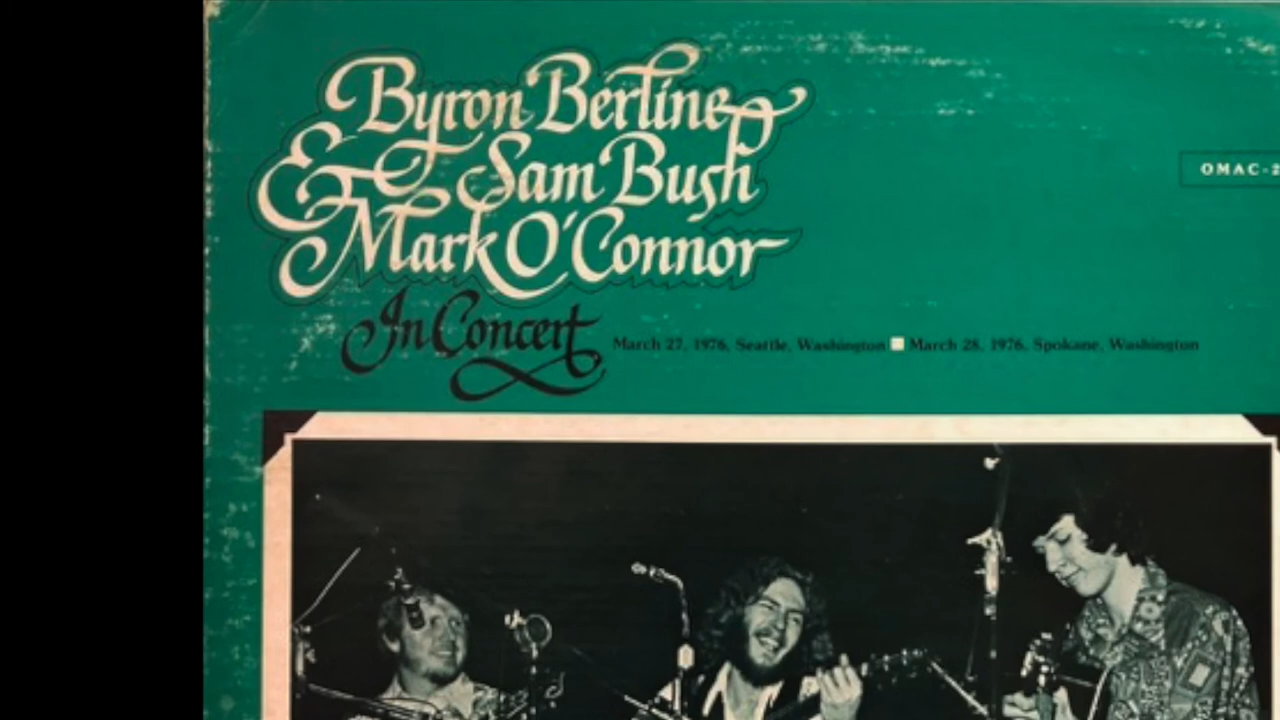 Byron Berline
Sam Bush
& Mark O'Connor
In Concert
March 27, 1976, Seattle, Washington ■ March 28, 1976, Spokane, Washington
OMAC-2